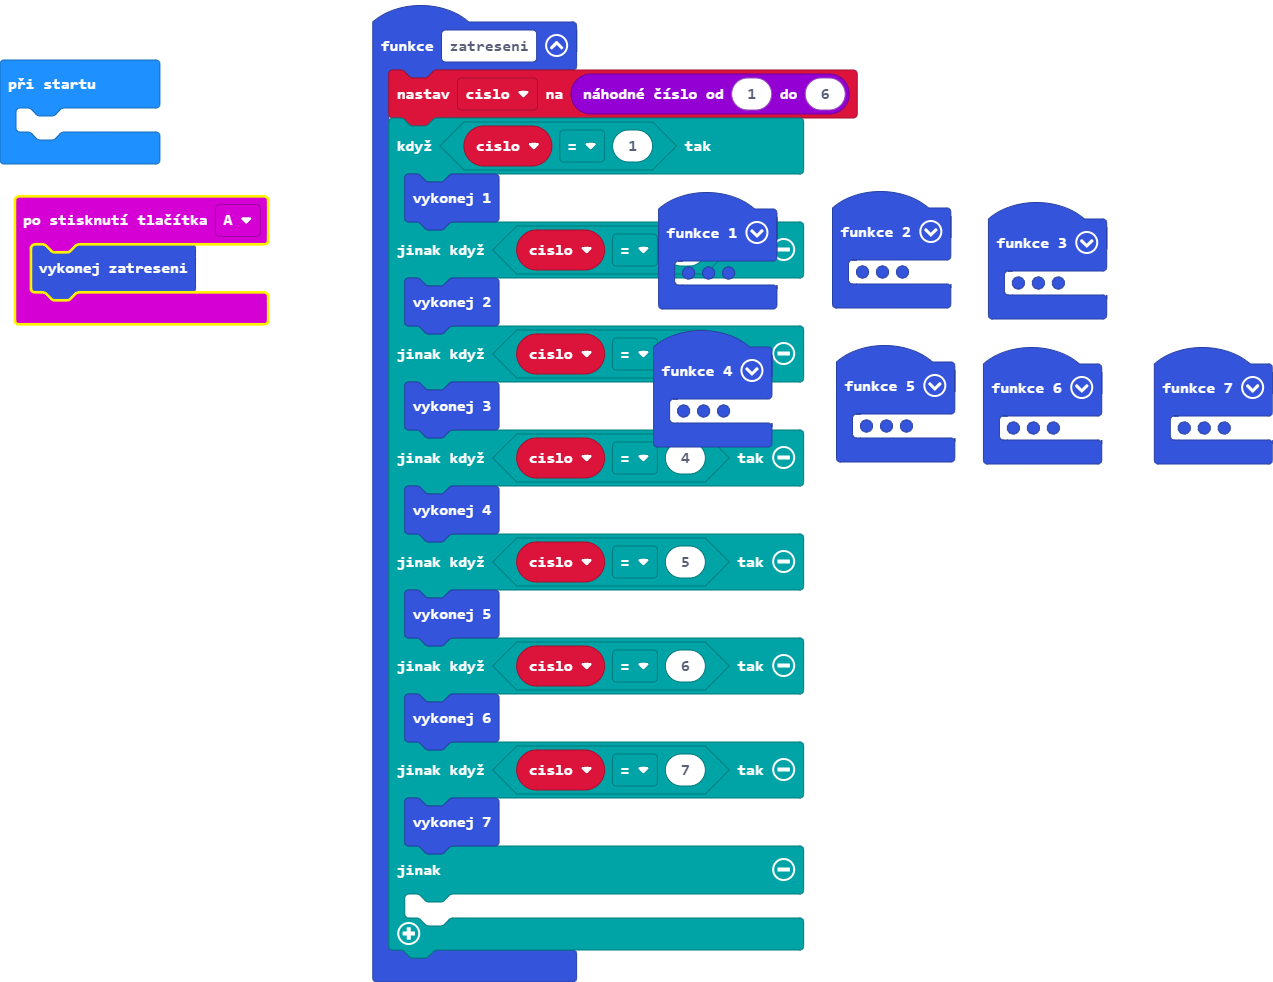 při startu
po stisknutí tlačítka A
vykonej zatreseni
funkce zatreseni
nastav cislo na náhodné číslo od 1 do 6
když cislo = 1 tak
vykonej 1
jinak když cislo =
vykonej 2
jinak když cislo =
vykonej 3
jinak když cislo = 4 tak
vykonej 4
jinak když cislo = 5 tak
vykonej 5
jinak když cislo = 6 tak
vykonej 6
jinak když cislo = 7 tak
vykonej 7
jinak
funkce 1
funkce 2
funkce 3
funkce 4
funkce 5
funkce 6
funkce 7